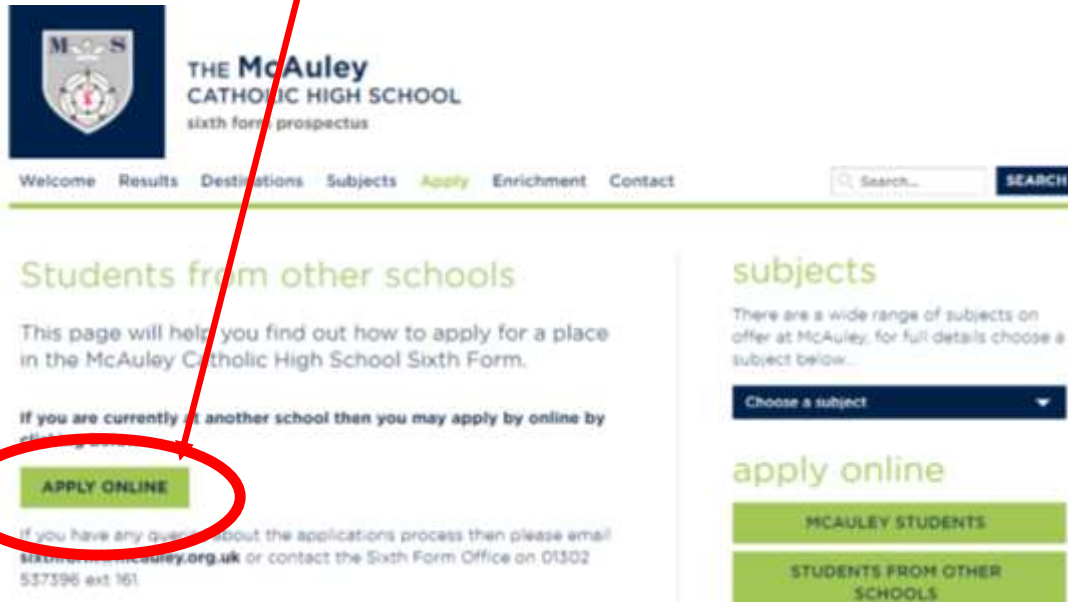 M S
THE McAuley
CATHOLIC HIGH SCHOOL
sixth form prospectus
Welcome Results Destinations Subjects Apply Enrichment Contact
Search...
SEARCH
Students from other schools
This page will help you find out how to apply for a place
in the McAuley Catholic High School Sixth Form.
If you are currently at another school then you may apply by online by
APPLY ONLINE
If you have any queries about the applications process then please email
mcauley.org.uk or contact the Sixth Form Office on 01302
537396 ext 161
subjects
There are a wide range of subjects on
offer at McAuley, for full details choose a
subject below...
Choose a subject
apply online
MCAULEY STUDENTS
STUDENTS FROM OTHER
SCHOOLS